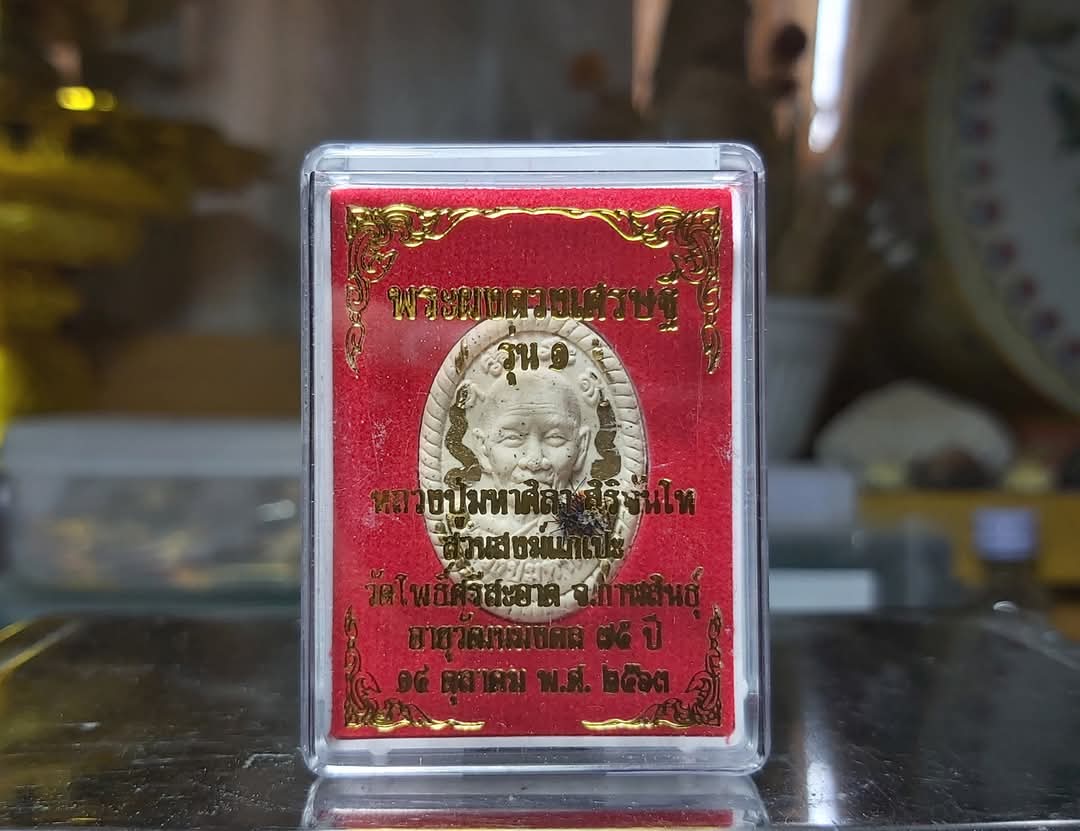 พระผงดวงเศรษฐี
รุ่น ๑
หลวงปู่มหาศิลา สิริจันโท
สวนสงฆ์แก่เปะ
วัดโพธิ์ศรีสะอาด จ.กาฬสินธุ์
อายุวัฒนมงคล ๗๕ ปี
๑๔ ตุลาคม พ.ศ. ๒๕๖๓